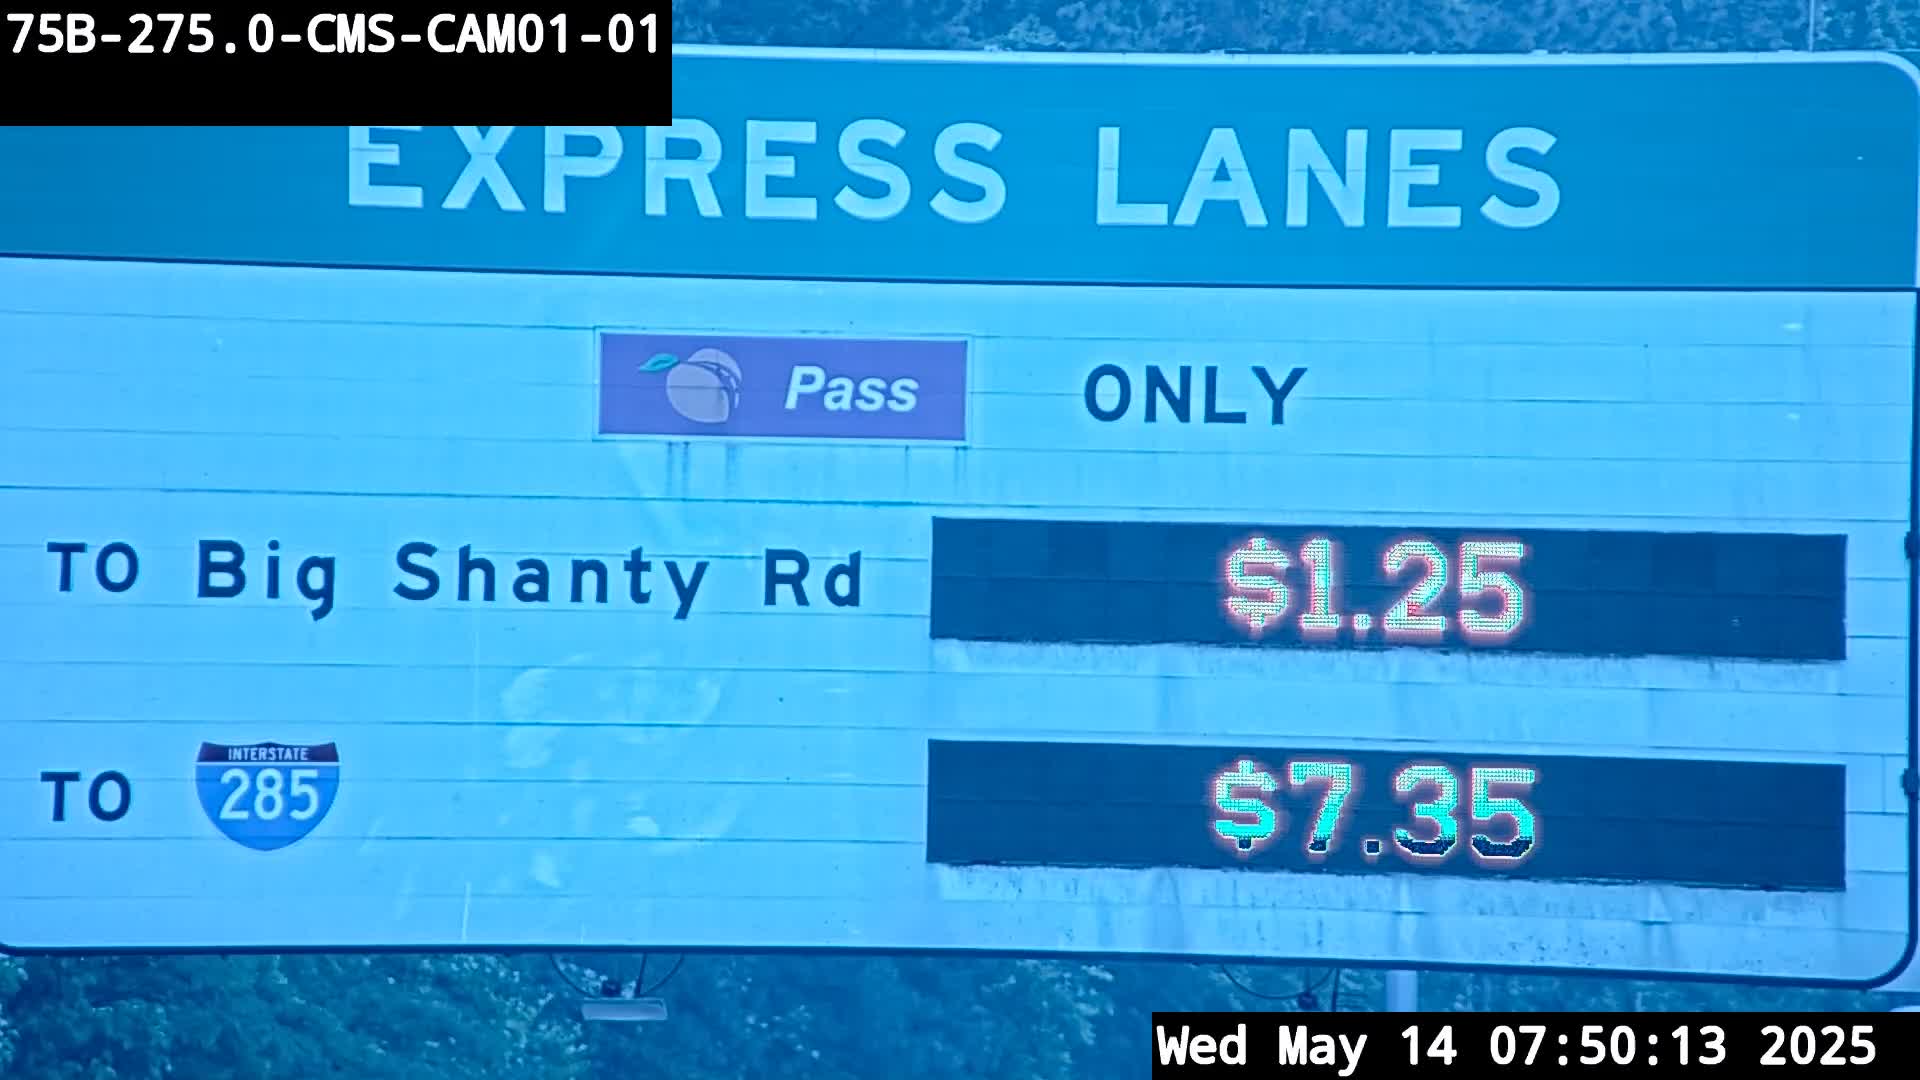 75B-275.0-CMS-CAM01-01
EXPRESS LANES
Pass ONLY
TO Big Shanty Rd $1.25
TO INTERSTATE 285 $7.35
Wed May 14 07:50:13 2025